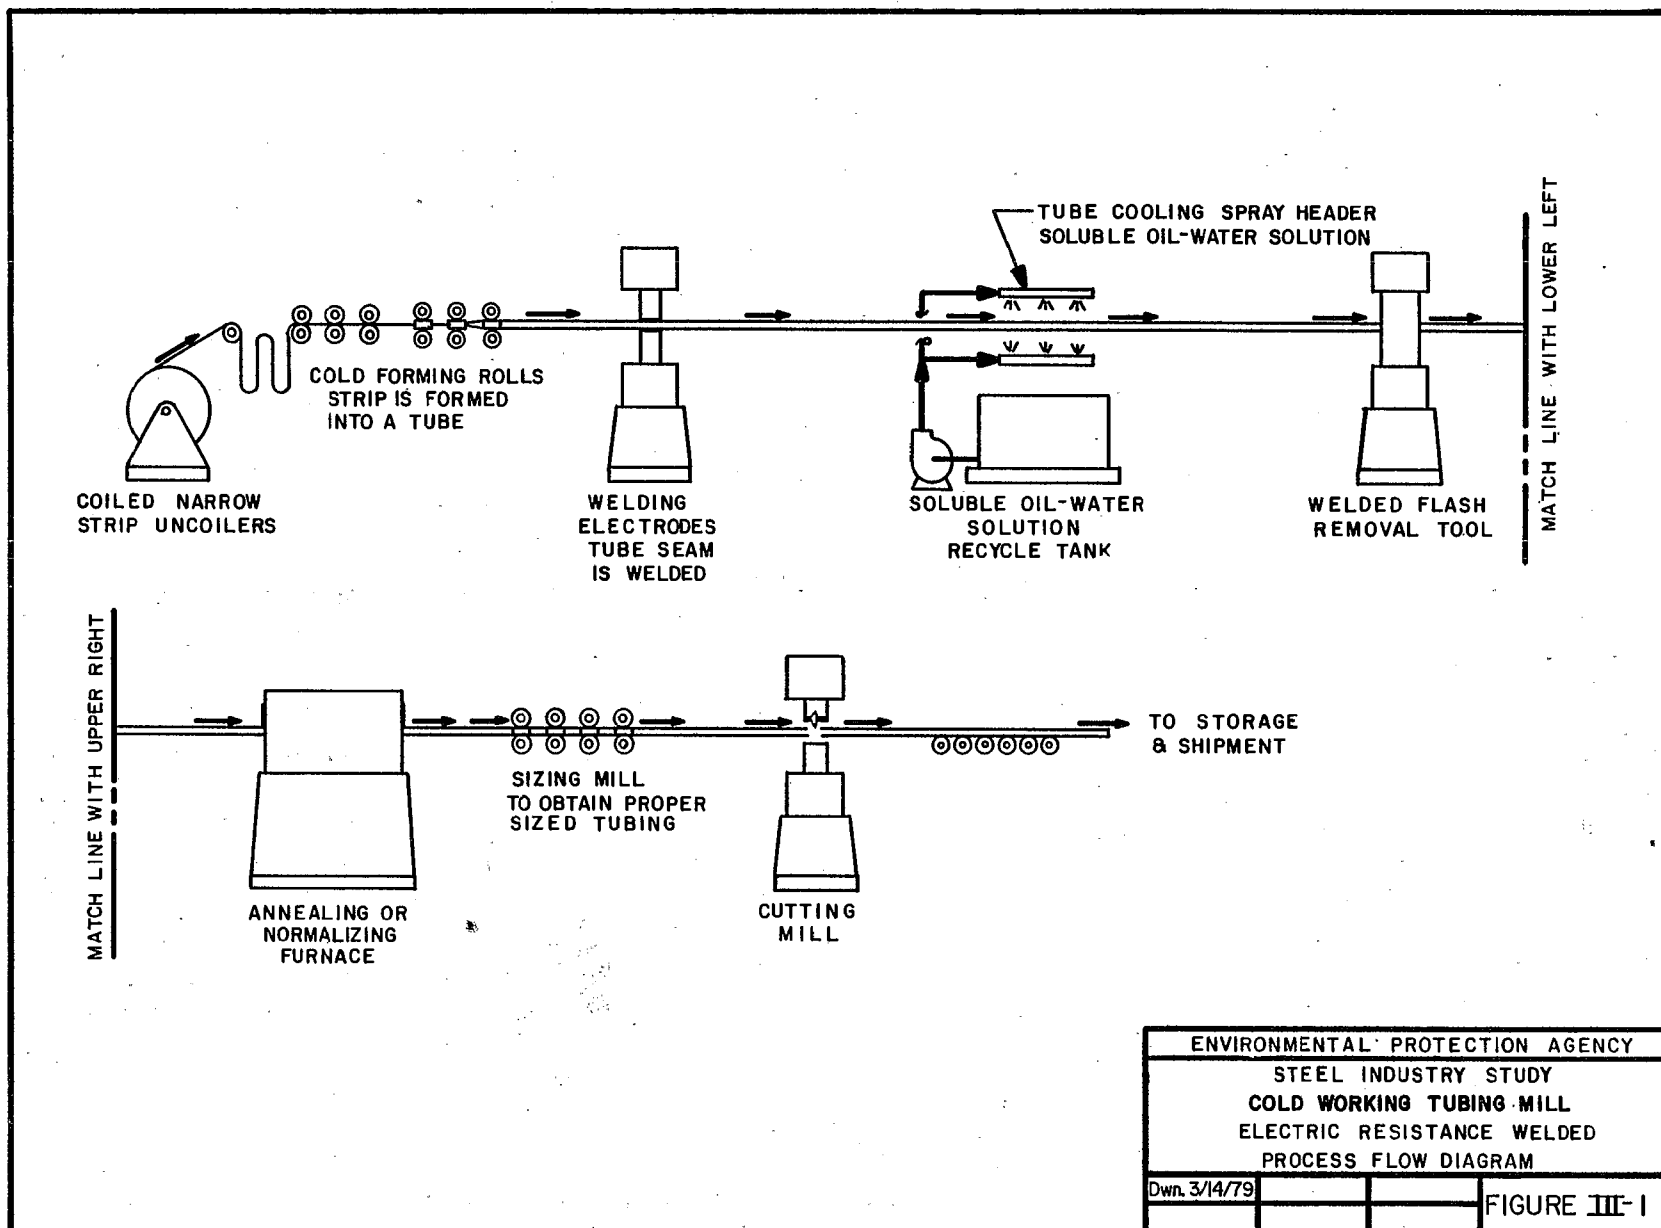 TUBE COOLING SPRAY HEADER
SOLUBLE OIL-WATER SOLUTION
COLD FORMING ROLLS
STRIP IS FORMED
INTO A TUBE
COILED NARROW
STRIP UNCOILERS
WELDING
ELECTRODES
TUBE SEAM
IS WELDED
SOLUBLE OIL-WATER
SOLUTION
RECYCLE TANK
WELDED FLASH
REMOVAL TOOL
MATCH LINE WITH LOWER LEFT
MATCH LINE WITH UPPER RIGHT
ANNEALING OR
NORMALIZING
FURNACE
SIZING MILL
TO OBTAIN PROPER
SIZED TUBING
CUTTING
MILL
TO STORAGE
& SHIPMENT
ENVIRONMENTAL PROTECTION AGENCY
STEEL INDUSTRY STUDY
COLD WORKING TUBING MILL
ELECTRIC RESISTANCE WELDED
PROCESS FLOW DIAGRAM
Dwn. 3/14/79
FIGURE III-1